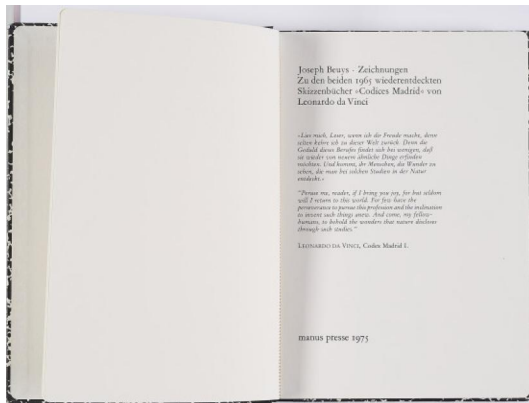 Joseph Beuys · Zeichnungen
Zu den beiden 1965 wiederentdeckten
Skizzenbücher »Codices Madrid« von
Leonardo da Vinci
»Lies mich, Leser, wenn ich dir Freude mache, denn
selten kehre ich zu dieser Welt zurück. Denn die
Geduld dieses Berufes findet sich bei wenigen, daß
sie wieder von neuem ähnliche Dinge erfinden
möchten. Und kommt, ihr Menschen, die Wunder zu
sehen, die man bei solchen Studien in der Natur
entdeckt.«
"Peruse me, reader, if I bring you joy, for but seldom
will I return to this world. For few have the
perseverance to pursue this profession and the inclination
to invent such things anew. And come, my fellow-
humans, to behold the wonders that nature discloses
through such studies."
LEONARDO DA VINCI, Codex Madrid I.
manus presse 1975